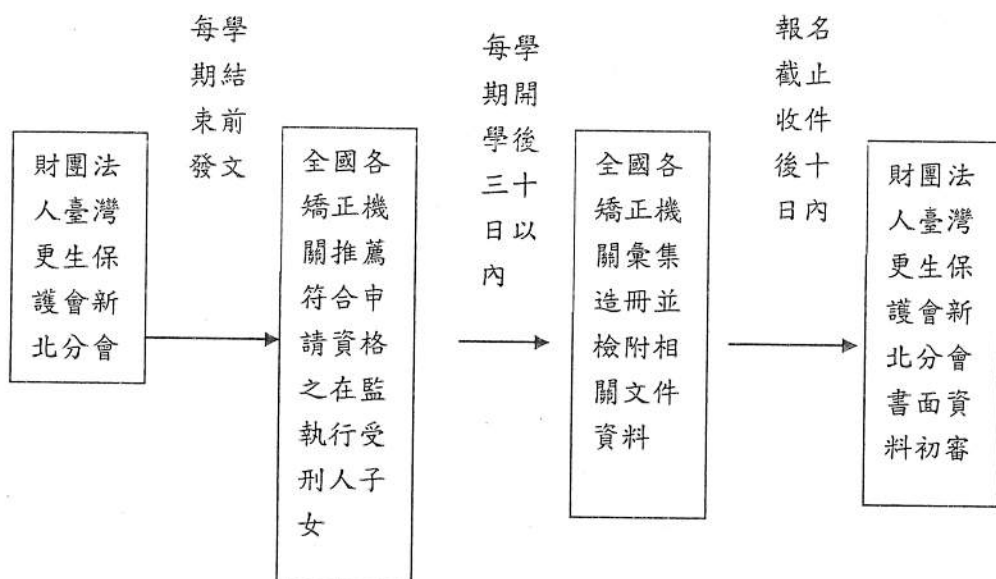 財團法
人臺灣
更生保
護會新
北分會
每學
期結
束前
發文
全國各
矯正機
關推薦
符合申
請資格
之在監
執行受
刑人子
女
每學
期開
學後
三十
日以
內
全國各
矯正機
關彙集
造冊並
檢附相
關文件
資料
報名
截止
收件
後十
日內
財團法
人臺灣
更生保
護會新
北分會
書面資
料初審